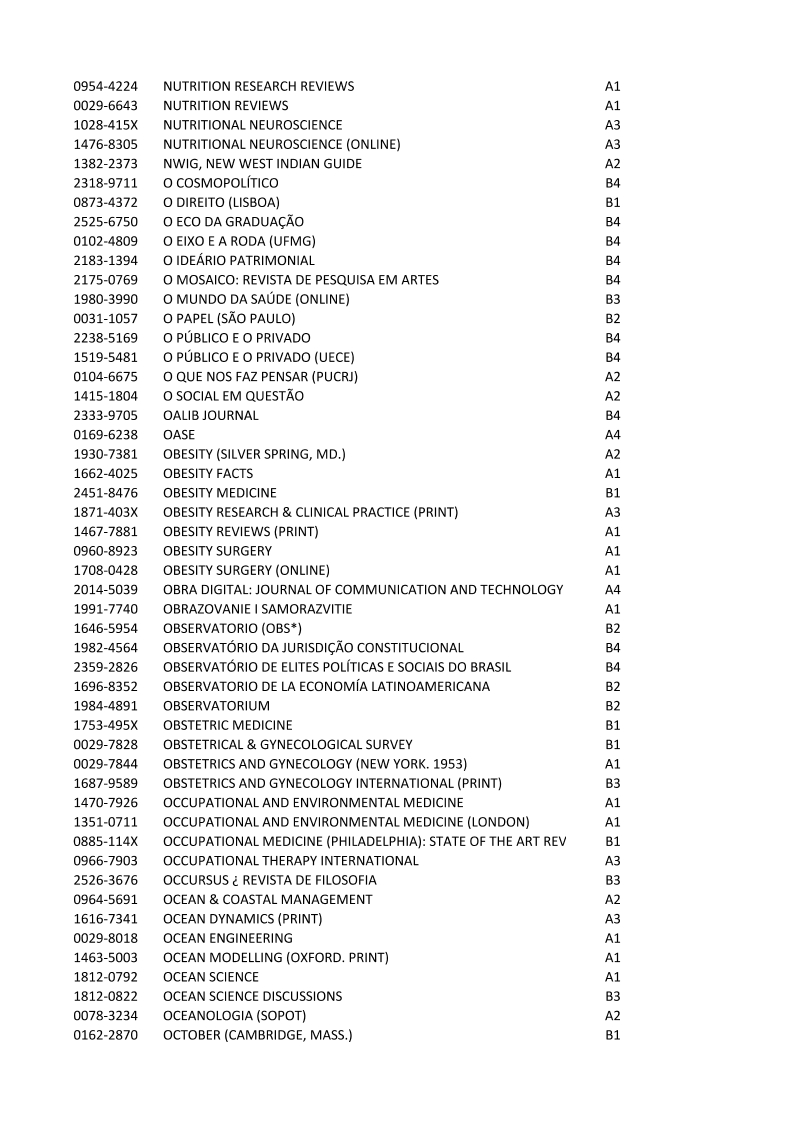 0954-4224 NUTRITION RESEARCH REVIEWS A1
0029-6643 NUTRITION REVIEWS A1
1028-415X NUTRITIONAL NEUROSCIENCE A3
1476-8305 NUTRITIONAL NEUROSCIENCE (ONLINE) A3
1382-2373 NWIG, NEW WEST INDIAN GUIDE A2
2318-9711 O COSMOPOLÍTICO B4
0873-4372 O DIREITO (LISBOA) B1
2525-6750 O ECO DA GRADUAÇÃO B4
0102-4809 O EIXO E A RODA (UFMG) B4
2183-1394 O IDEÁRIO PATRIMONIAL B4
2175-0769 O MOSAICO: REVISTA DE PESQUISA EM ARTES B4
1980-3990 O MUNDO DA SAÚDE (ONLINE) B3
0031-1057 O PAPEL (SÃO PAULO) B2
2238-5169 O PÚBLICO E O PRIVADO B4
1519-5481 O PÚBLICO E O PRIVADO (UECE) B4
0104-6675 O QUE NOS FAZ PENSAR (PUCRJ) A2
1415-1804 O SOCIAL EM QUESTÃO A2
2333-9705 OALIB JOURNAL B4
0169-6238 OASE A4
1930-7381 OBESITY (SILVER SPRING, MD.) A2
1662-4025 OBESITY FACTS A1
2451-8476 OBESITY MEDICINE B1
1871-403X OBESITY RESEARCH & CLINICAL PRACTICE (PRINT) A3
1467-7881 OBESITY REVIEWS (PRINT) A1
0960-8923 OBESITY SURGERY A1
1708-0428 OBESITY SURGERY (ONLINE) A1
2014-5039 OBRA DIGITAL: JOURNAL OF COMMUNICATION AND TECHNOLOGY A4
1991-7740 OBRAZOVANIE I SAMORAZVITIE A1
1646-5954 OBSERVATORIO (OBS*) B2
1982-4564 OBSERVATÓRIO DA JURISDIÇÃO CONSTITUCIONAL B4
2359-2826 OBSERVATÓRIO DE ELITES POLÍTICAS E SOCIAIS DO BRASIL B4
1696-8352 OBSERVATORIO DE LA ECONOMÍA LATINOAMERICANA B2
1984-4891 OBSERVATORIUM B2
1753-495X OBSTETRIC MEDICINE B1
0029-7828 OBSTETRICAL & GYNECOLOGICAL SURVEY B1
0029-7844 OBSTETRICS AND GYNECOLOGY (NEW YORK. 1953) A1
1687-9589 OBSTETRICS AND GYNECOLOGY INTERNATIONAL (PRINT) B3
1470-7926 OCCUPATIONAL AND ENVIRONMENTAL MEDICINE A1
1351-0711 OCCUPATIONAL AND ENVIRONMENTAL MEDICINE (LONDON) A1
0885-114X OCCUPATIONAL MEDICINE (PHILADELPHIA): STATE OF THE ART REV B1
0966-7903 OCCUPATIONAL THERAPY INTERNATIONAL A3
2526-3676 OCCURSUS ¿ REVISTA DE FILOSOFIA B3
0964-5691 OCEAN & COASTAL MANAGEMENT A2
1616-7341 OCEAN DYNAMICS (PRINT) A3
0029-8018 OCEAN ENGINEERING A1
1463-5003 OCEAN MODELLING (OXFORD. PRINT) A1
1812-0792 OCEAN SCIENCE A1
1812-0822 OCEAN SCIENCE DISCUSSIONS B3
0078-3234 OCEANOLOGIA (SOPOT) A2
0162-2870 OCTOBER (CAMBRIDGE, MASS.) B1